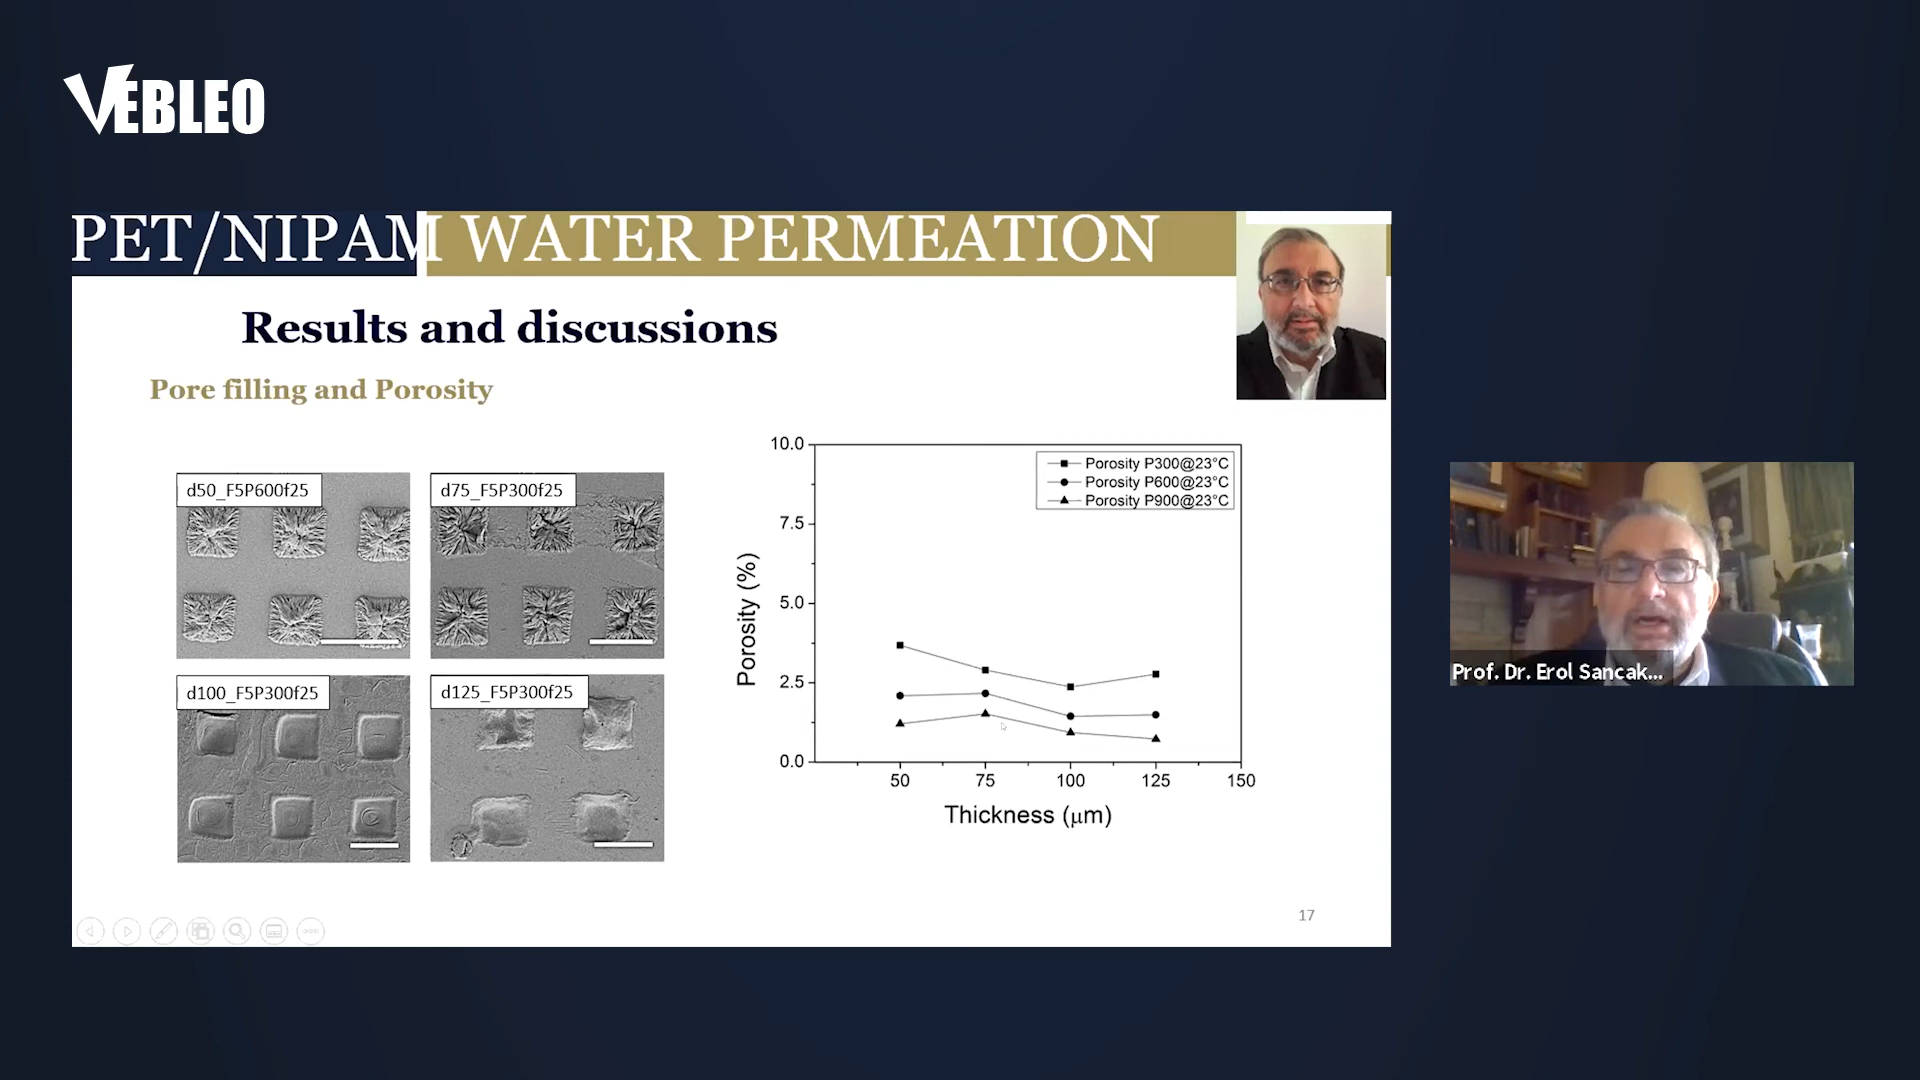 VEBLEO
PET/NIPAM WATER PERMEATION
Results and discussions
Pore filling and Porosity
d50_F5P600f25
d75_F5P300f25
d100_F5P300f25
d125_F5P300f25
10.0
7.5
5.0
2.5
0.0
Porosity (%)
Porosity P300@23°C
Porosity P600@23°C
Porosity P900@23°C
50 75 100 125 150
Thickness (μm)
17
Prof. Dr. Erol Sancak...